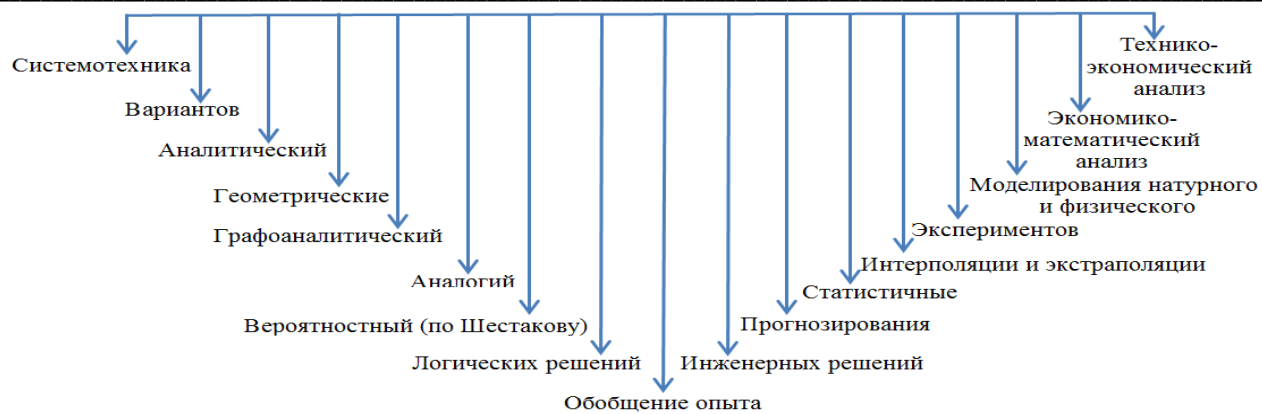 Системотехника
Вариантов
Аналитический
Геометрические
Графоаналитический
Аналогий
Вероятностный (по Шестакову)
Логических решений
Обобщение опыта
Инженерных решений
Прогнозирования
Статистичные
Интерполяции и экстраполяции
Экспериментов
Моделирования натурного
и физического
Экономико-
математический
анализ
Технико-
экономический
анализ